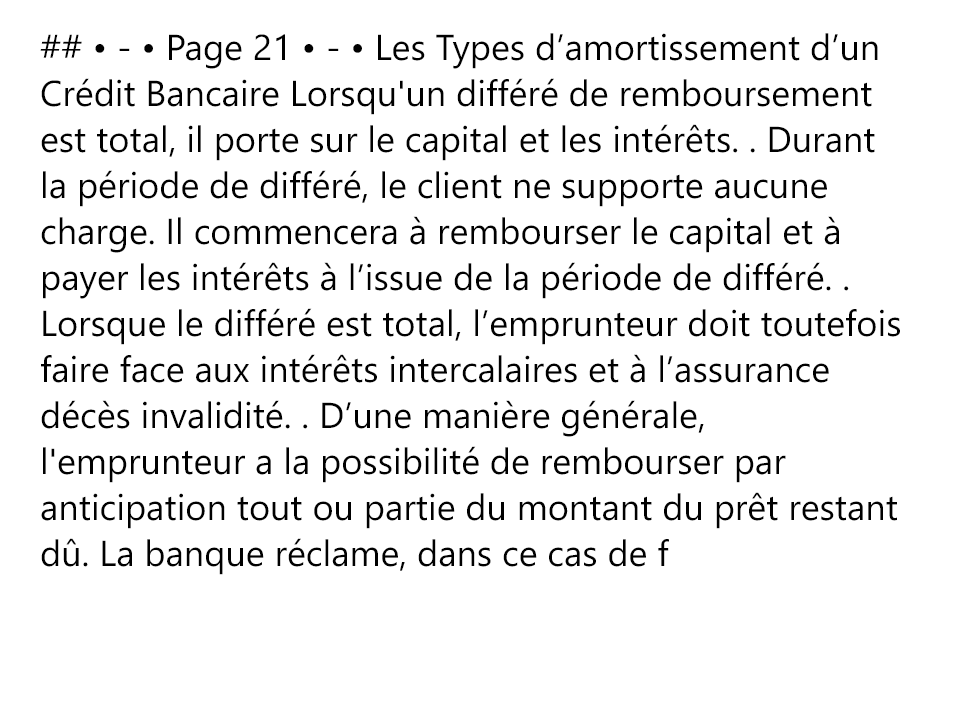 ## • - • Page 21 • - • Les Types d’amortissement d’un
Crédit Bancaire Lorsqu'un différé de remboursement
est total, il porte sur le capital et les intérêts. . Durant
la période de différé, le client ne supporte aucune
charge. Il commencera à rembourser le capital et à
payer les intérêts à l’issue de la période de différé. .
Lorsque le différé est total, l’emprunteur doit toutefois
faire face aux intérêts intercalaires et à l’assurance
décès invalidité. . D’une manière générale,
l'emprunteur a la possibilité de rembourser par
anticipation tout ou partie du montant du prêt restant
dû. La banque réclame, dans ce cas de f